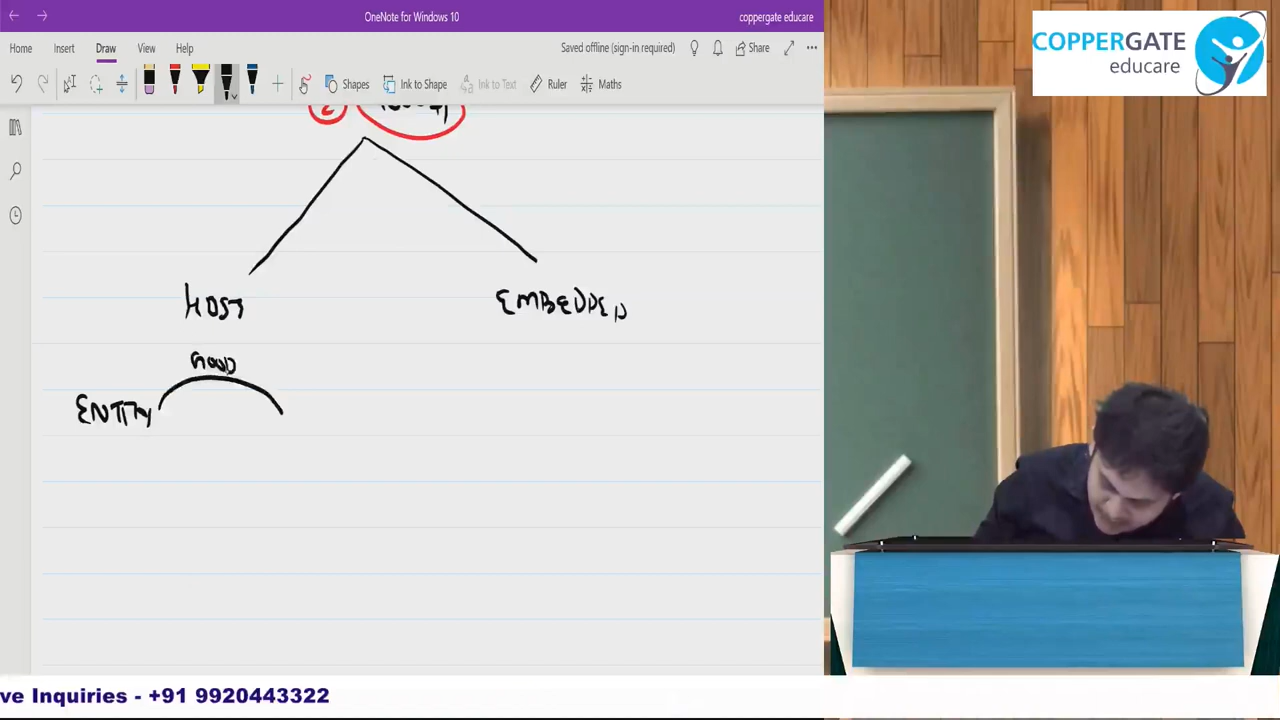 OneNote for Windows 10
coppergate educare
Home Insert Draw View Help
Saved offline (sign-in required)
Share
Shapes
Ink to Shape
Ink to Text
Ruler
Maths
COPPERGATE
educare
2
HOST
EMBEDDED
ENTITY
ve Inquiries - +91 9920443322